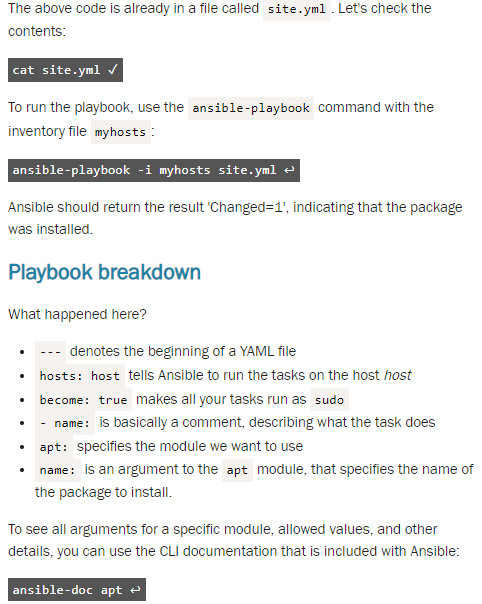 The above code is already in a file called site.yml . Let's check the
contents:
cat site.yml ✓
To run the playbook, use the ansible-playbook command with the
inventory file myhosts :
ansible-playbook -i myhosts site.yml ↩
Ansible should return the result 'Changed=1', indicating that the package
was installed.
Playbook breakdown
What happened here?
• --- denotes the beginning of a YAML file
• hosts: host tells Ansible to run the tasks on the host host
• become: true makes all your tasks run as sudo
• - name: is basically a comment, describing what the task does
• apt: specifies the module we want to use
• name: is an argument to the apt module, that specifies the name of
the package to install.
To see all arguments for a specific module, allowed values, and other
details, you can use the CLI documentation that is included with Ansible:
ansible-doc apt ↩